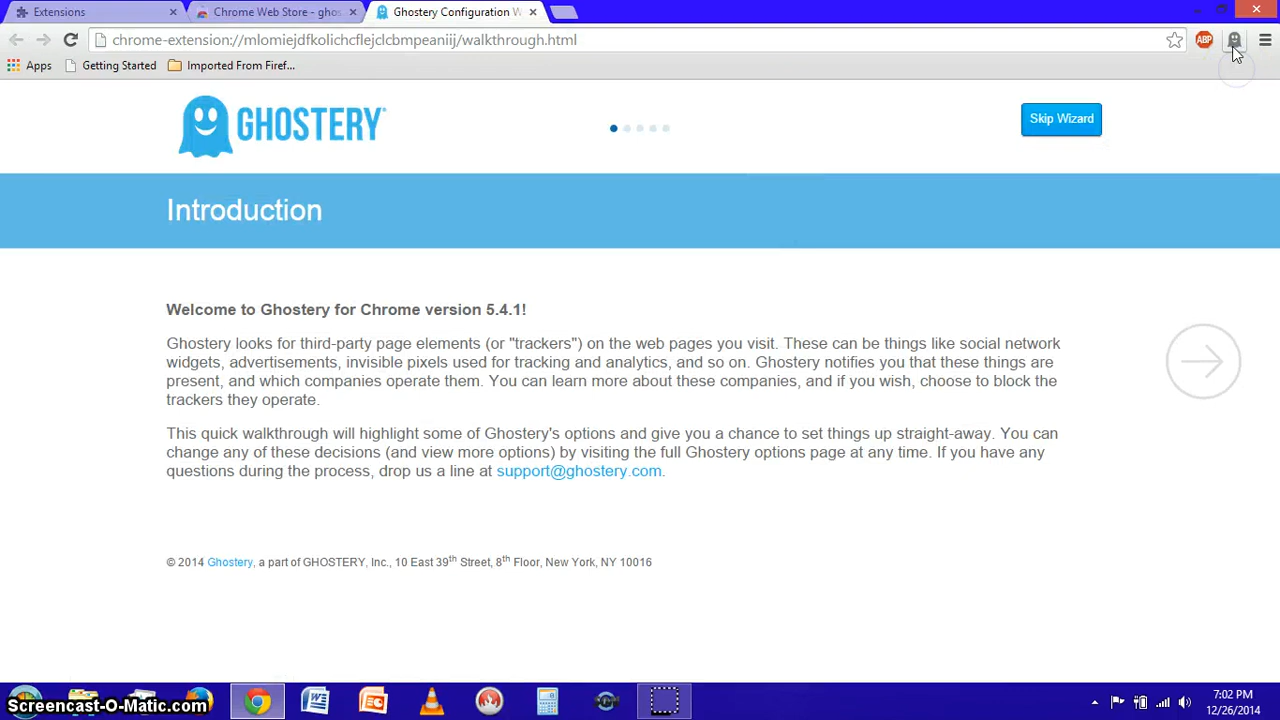 Extensions
Chrome Web Store - ghos
Ghostery Configuration W
chrome-extension://mlomiejdfkolichcflejclcbmpeaniij/walkthrough.html
ABP
Apps
Getting Started
Imported From Firef...
GHOSTERY
Skip Wizard
Introduction
Welcome to Ghostery for Chrome version 5.4.1!
Ghostery looks for third-party page elements (or "trackers") on the web pages you visit. These can be things like social network
widgets, advertisements, invisible pixels used for tracking and analytics, and so on. Ghostery notifies you that these things are
present, and which companies operate them. You can learn more about these companies, and if you wish, choose to block the
trackers they operate.
This quick walkthrough will highlight some of Ghostery's options and give you a chance to set things up straight-away. You can
change any of these decisions (and view more options) by visiting the full Ghostery options page at any time. If you have any
questions during the process, drop us a line at support@ghostery.com.
© 2014 Ghostery, a part of GHOSTERY, Inc., 10 East 39th Street, 8th Floor, New York, NY 10016
Screencast-O-Matic.com
7:02 PM
12/26/2014